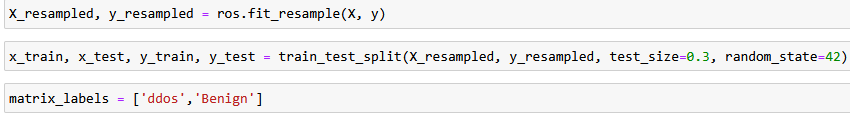 X_resampled, y_resampled = ros.fit_resample(X, y)
x_train, x_test, y_train, y_test = train_test_split(X_resampled, y_resampled, test_size=0.3, random_state=42)
matrix_labels = ['ddos','Benign']